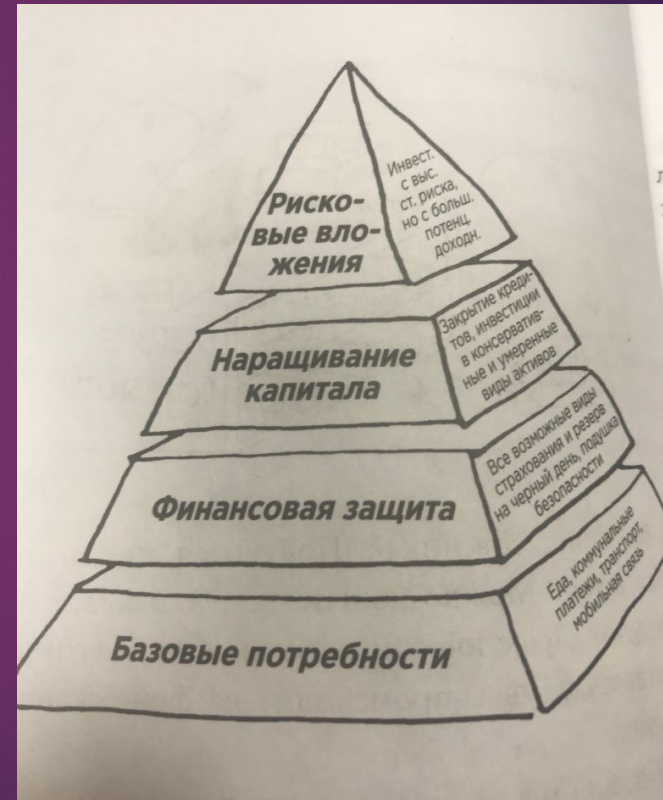 Риско-
вые вло-
жения
Инвест.
с выс.
ст. риска,
но с больш.
потенц.
доходн.
Наращивание
капитала
Закрытие креди-
тов, инвестиции
в консерватив-
ные и умеренные
виды активов
Финансовая защита
Все возможные виды
страхования и резерв
на черный день, подушка
безопасности
Базовые потребности
Еда, коммунальные
платежи, транспорт,
мобильная связь